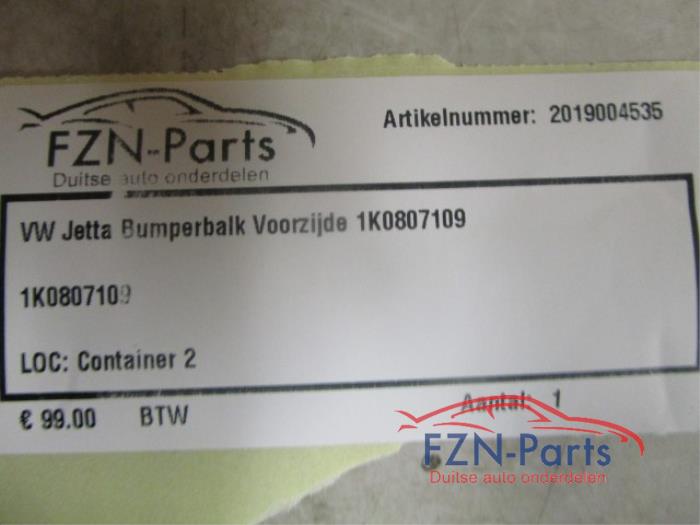 FZN-Parts
Duitse auto onderdelen
Artikelnummer: 2019004535
VW Jetta Bumperbalk Voorzijde 1K0807109
1K0807109
LOC: Container 2
€ 99.00 BTW Aantal: 1
FZN-Parts
Duitse auto onderdelen